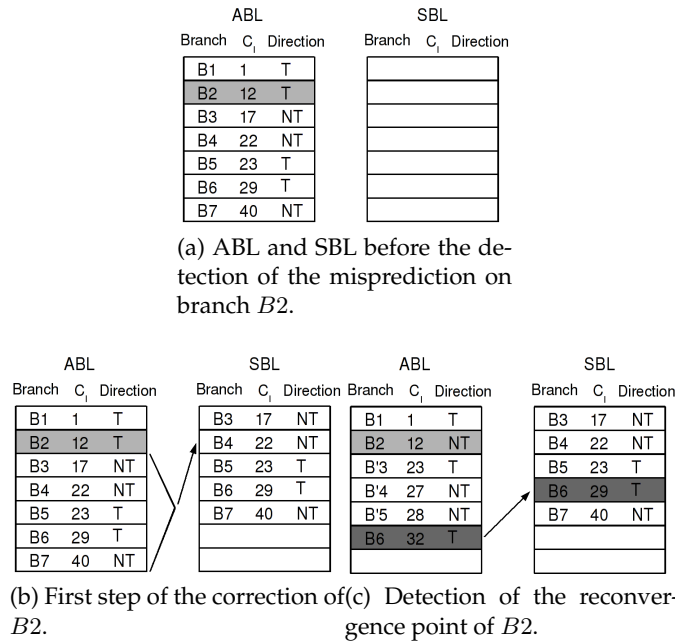 ABL SBL
Branch C_I Direction Branch C_I Direction
B1 1 T
B2 12 T
B3 17 NT
B4 22 NT
B5 23 T
B6 29 T
B7 40 NT
(a) ABL and SBL before the de-
tection of the misprediction on
branch B2.
ABL SBL ABL SBL
Branch C_I Direction Branch C_I Direction Branch C_I Direction Branch C_I Direction
B1 1 T B3 17 NT B1 1 T B3 17 NT
B2 12 T B4 22 NT B2 12 NT B4 22 NT
B3 17 NT B5 23 T B'3 23 T B5 23 T
B4 22 NT B6 29 T B'4 27 NT B6 29 T
B5 23 T B7 40 NT B'5 28 NT B7 40 NT
B6 29 T B6 32 T
B7 40 NT
(b) First step of the correction of
B2.
(c) Detection of the reconver-
gence point of B2.